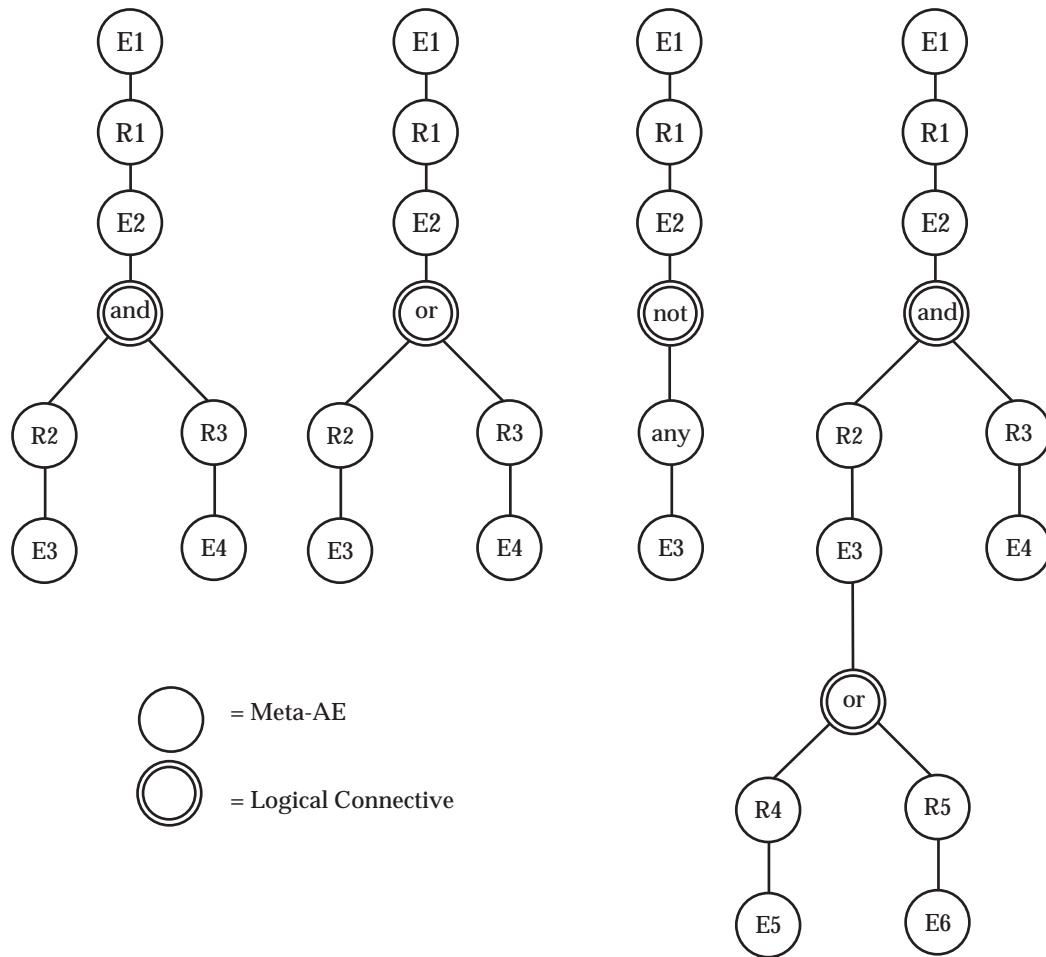 E1
E1
E1
E1
R1
R1
R1
R1
E2
E2
E2
E2
and
or
not
and
R2
R3
R2
R3
any
R2
R3
E3
E4
E3
E4
E3
E3
E4
or
= Meta-AE
= Logical Connective
R4
R5
E5
E6